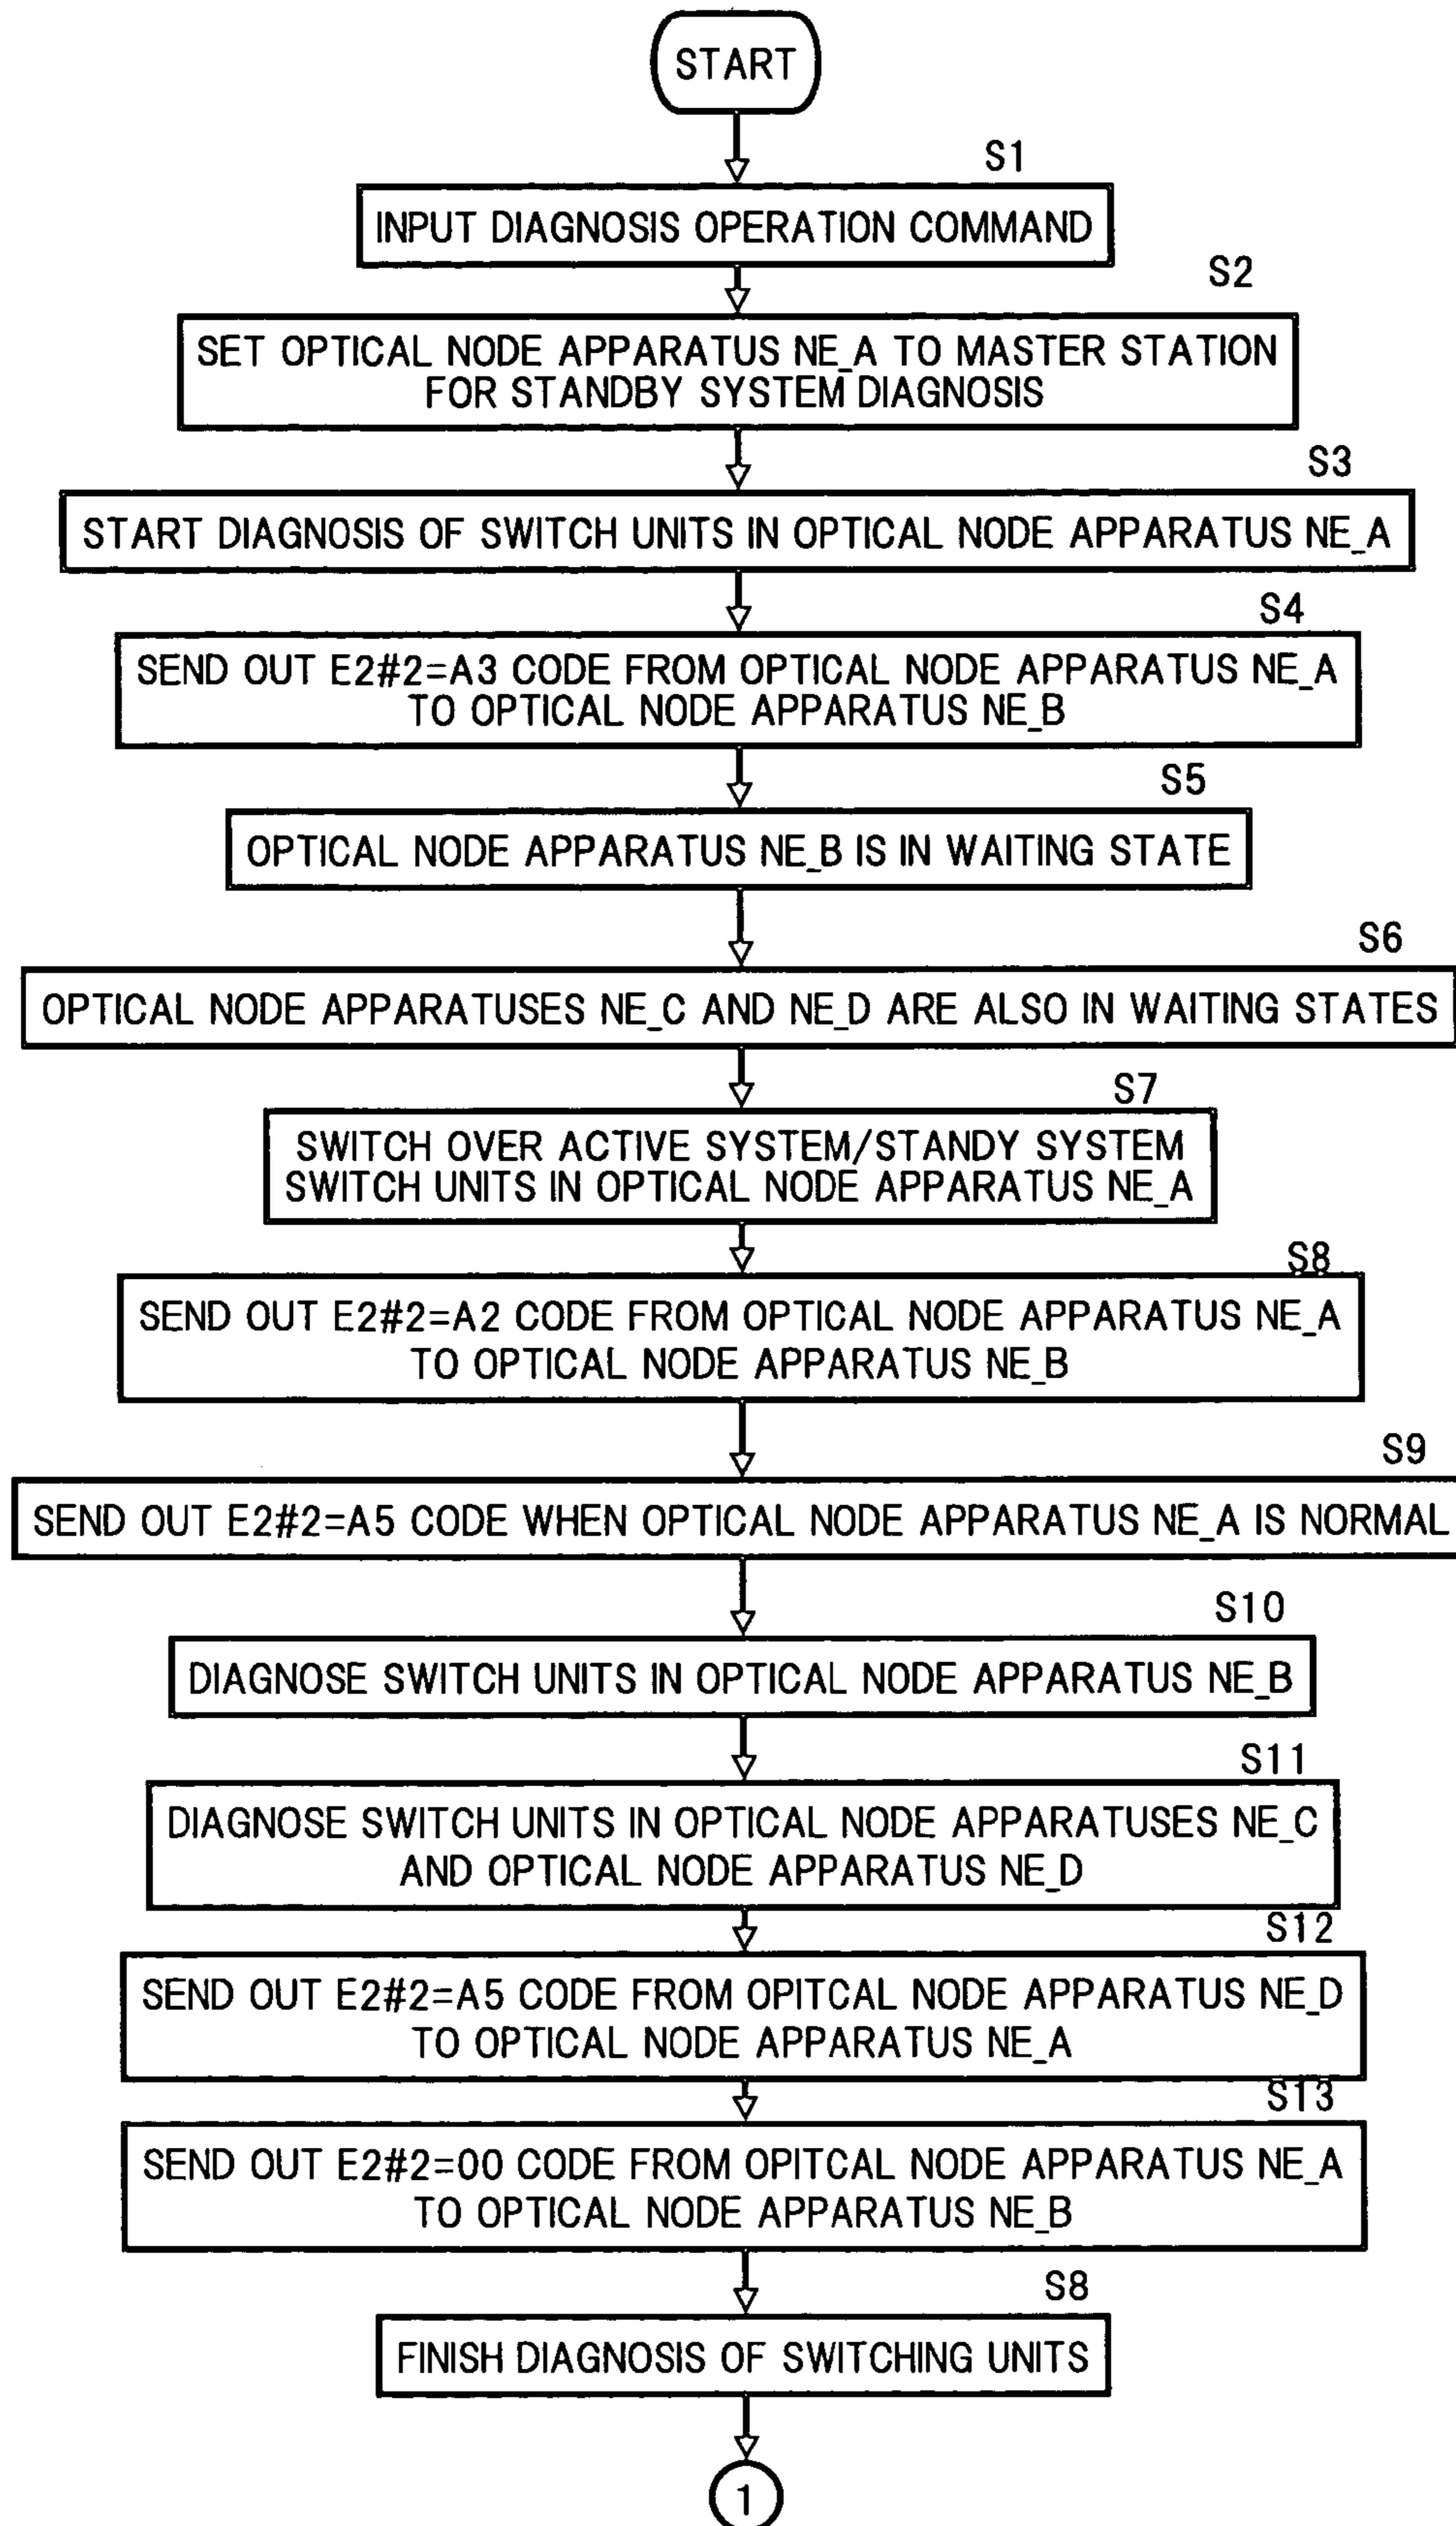 START
S1
INPUT DIAGNOSIS OPERATION COMMAND
S2
SET OPTICAL NODE APPARATUS NE_A TO MASTER STATION
FOR STANDBY SYSTEM DIAGNOSIS
S3
START DIAGNOSIS OF SWITCH UNITS IN OPTICAL NODE APPARATUS NE_A
S4
SEND OUT E2#2=A3 CODE FROM OPTICAL NODE APPARATUS NE_A
TO OPTICAL NODE APPARATUS NE_B
S5
OPTICAL NODE APPARATUS NE_B IS IN WAITING STATE
S6
OPTICAL NODE APPARATUSES NE_C AND NE_D ARE ALSO IN WAITING STATES
S7
SWITCH OVER ACTIVE SYSTEM/STANDY SYSTEM
SWITCH UNITS IN OPTICAL NODE APPARATUS NE_A
S8
SEND OUT E2#2=A2 CODE FROM OPTICAL NODE APPARATUS NE_A
TO OPTICAL NODE APPARATUS NE_B
S9
SEND OUT E2#2=A5 CODE WHEN OPTICAL NODE APPARATUS NE_A IS NORMAL
S10
DIAGNOSE SWITCH UNITS IN OPTICAL NODE APPARATUS NE_B
S11
DIAGNOSE SWITCH UNITS IN OPTICAL NODE APPARATUSES NE_C
AND OPTICAL NODE APPARATUS NE_D
S12
SEND OUT E2#2=A5 CODE FROM OPITCAL NODE APPARATUS NE_D
TO OPTICAL NODE APPARATUS NE_A
S13
SEND OUT E2#2=00 CODE FROM OPITCAL NODE APPARATUS NE_A
TO OPTICAL NODE APPARATUS NE_B
S8
FINISH DIAGNOSIS OF SWITCHING UNITS
1